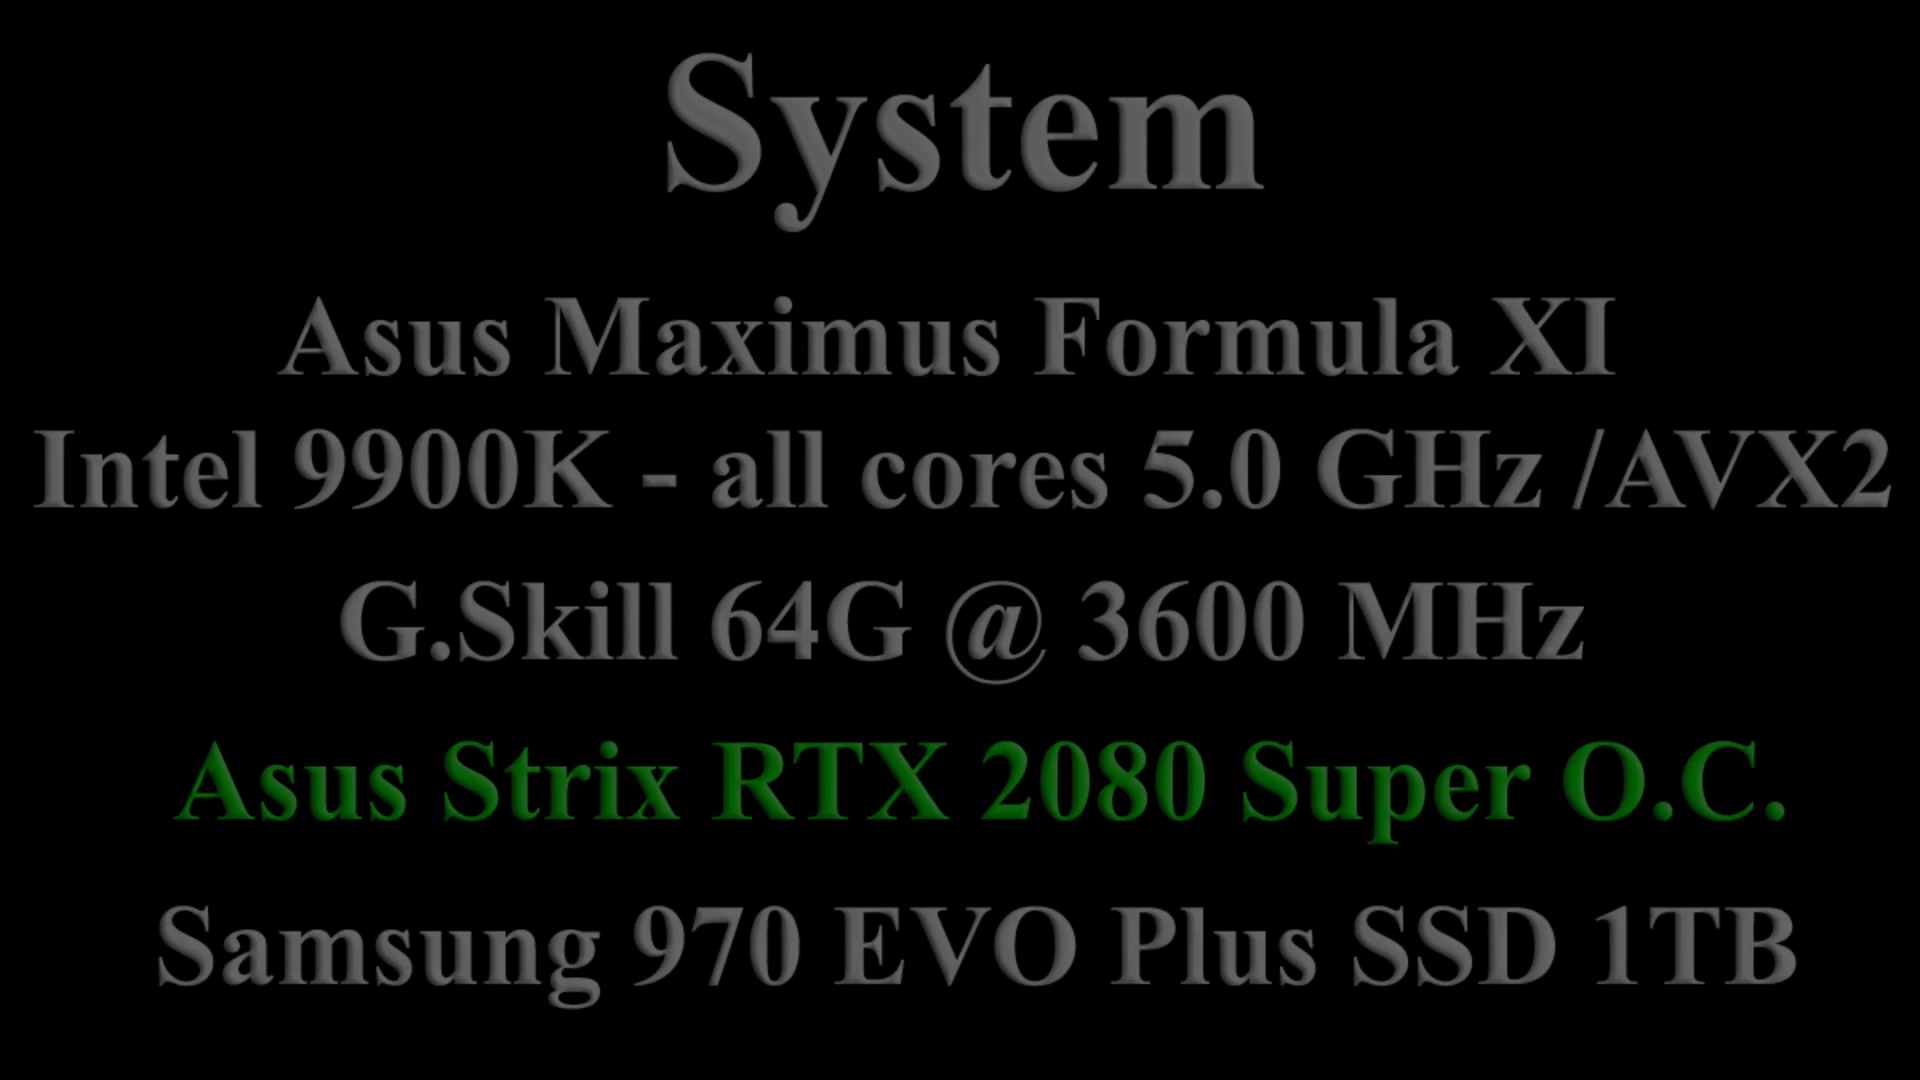 System
Asus Maximus Formula XI
Intel 9900K - all cores 5.0 GHz /AVX2
G.Skill 64G @ 3600 MHz
Asus Strix RTX 2080 Super O.C.
Samsung 970 EVO Plus SSD 1TB